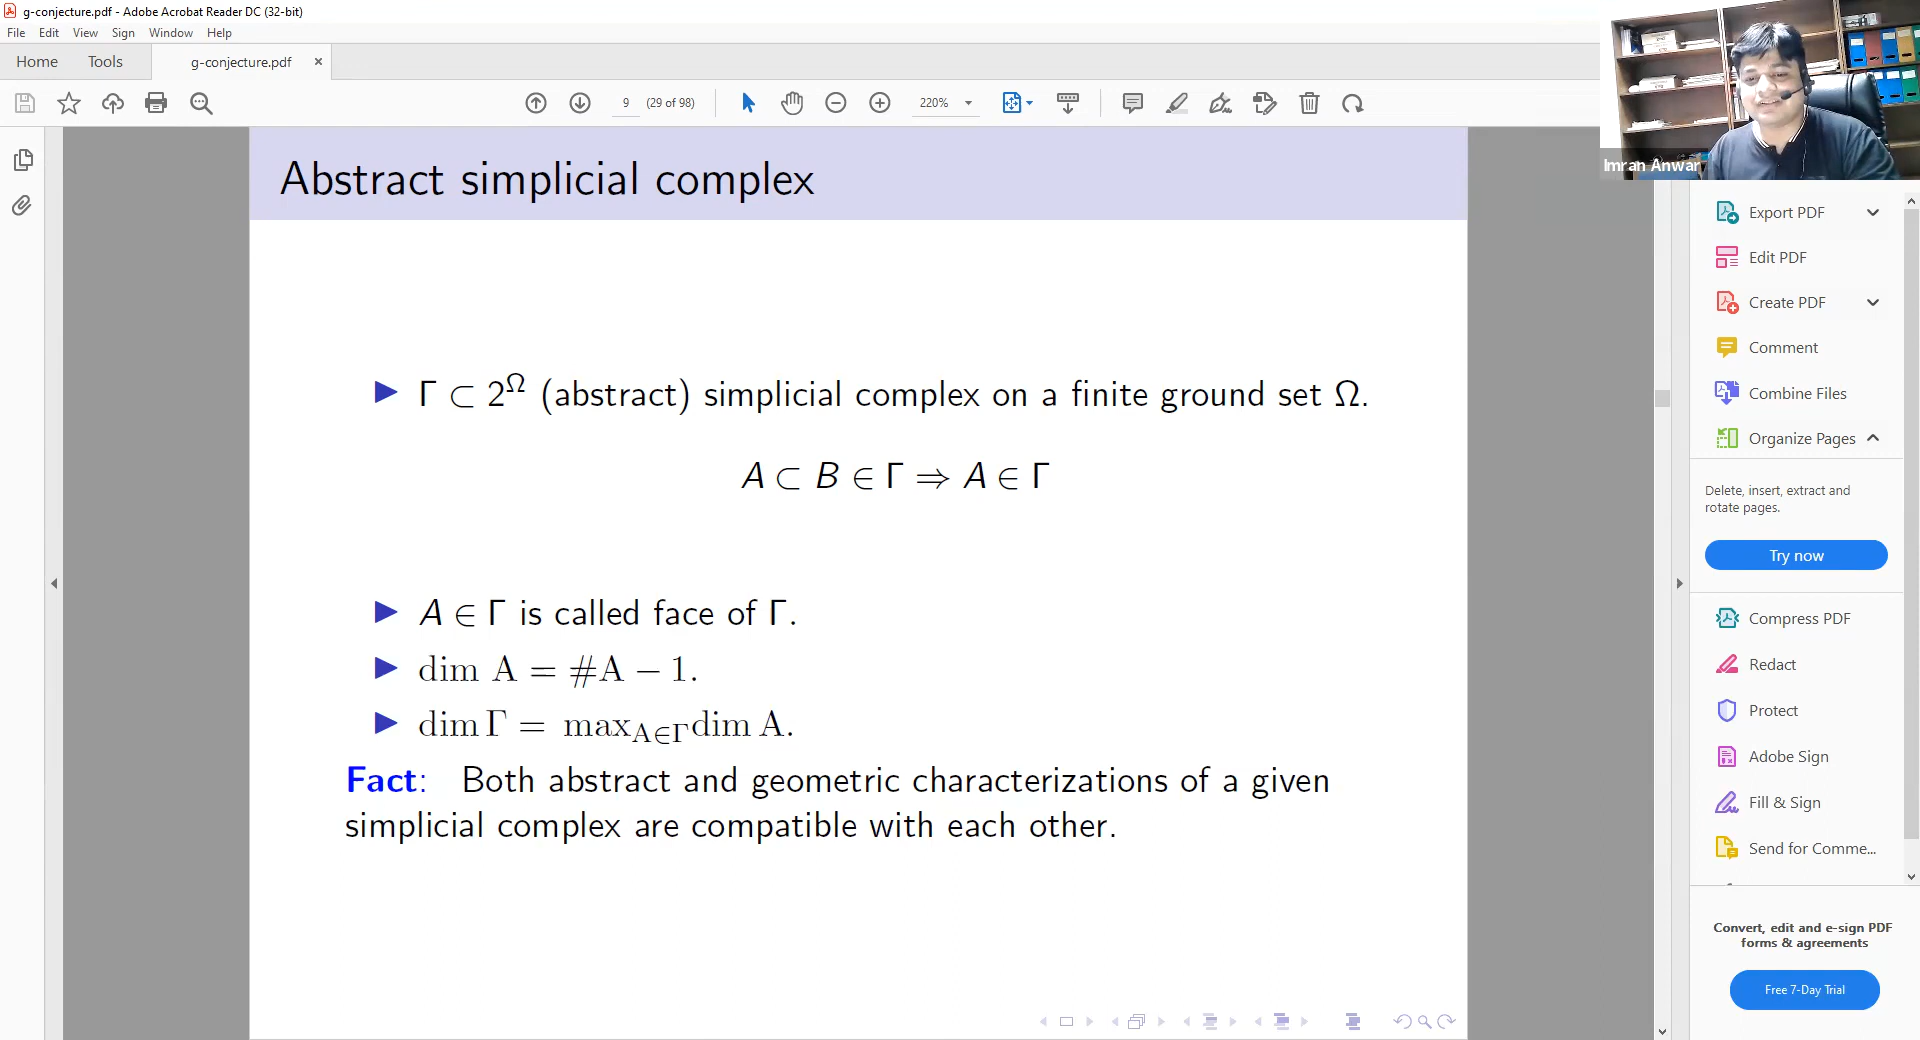 g-conjecture.pdf - Adobe Acrobat Reader DC (32-bit)
File Edit View Sign Window Help
Home Tools g-conjecture.pdf ×
9 (29 of 98) 220%
Imran Anwar
Abstract simplicial complex
▶ Γ ⊂ 2^Ω (abstract) simplicial complex on a finite ground set Ω.
A ⊂ B ∈ Γ ⇒ A ∈ Γ
▶ A ∈ Γ is called face of Γ.
▶ dim A = #A − 1.
▶ dim Γ = max_{A∈Γ} dim A.
Fact: Both abstract and geometric characterizations of a given
simplicial complex are compatible with each other.
Export PDF
Edit PDF
Create PDF
Comment
Combine Files
Organize Pages
Delete, insert, extract and
rotate pages.
Try now
Compress PDF
Redact
Protect
Adobe Sign
Fill & Sign
Send for Comme...
Convert, edit and e-sign PDF
forms & agreements
Free 7-Day Trial